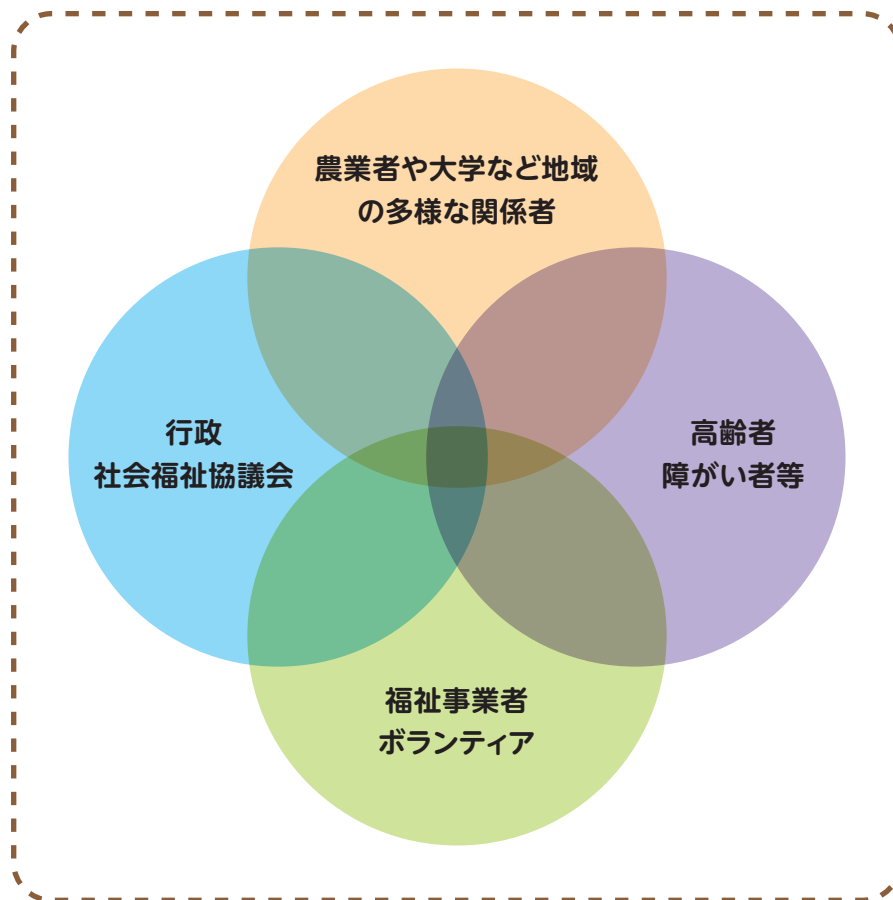 農業者や大学など地域
の多様な関係者
行政
社会福祉協議会
高齢者
障がい者等
福祉事業者
ボランティア